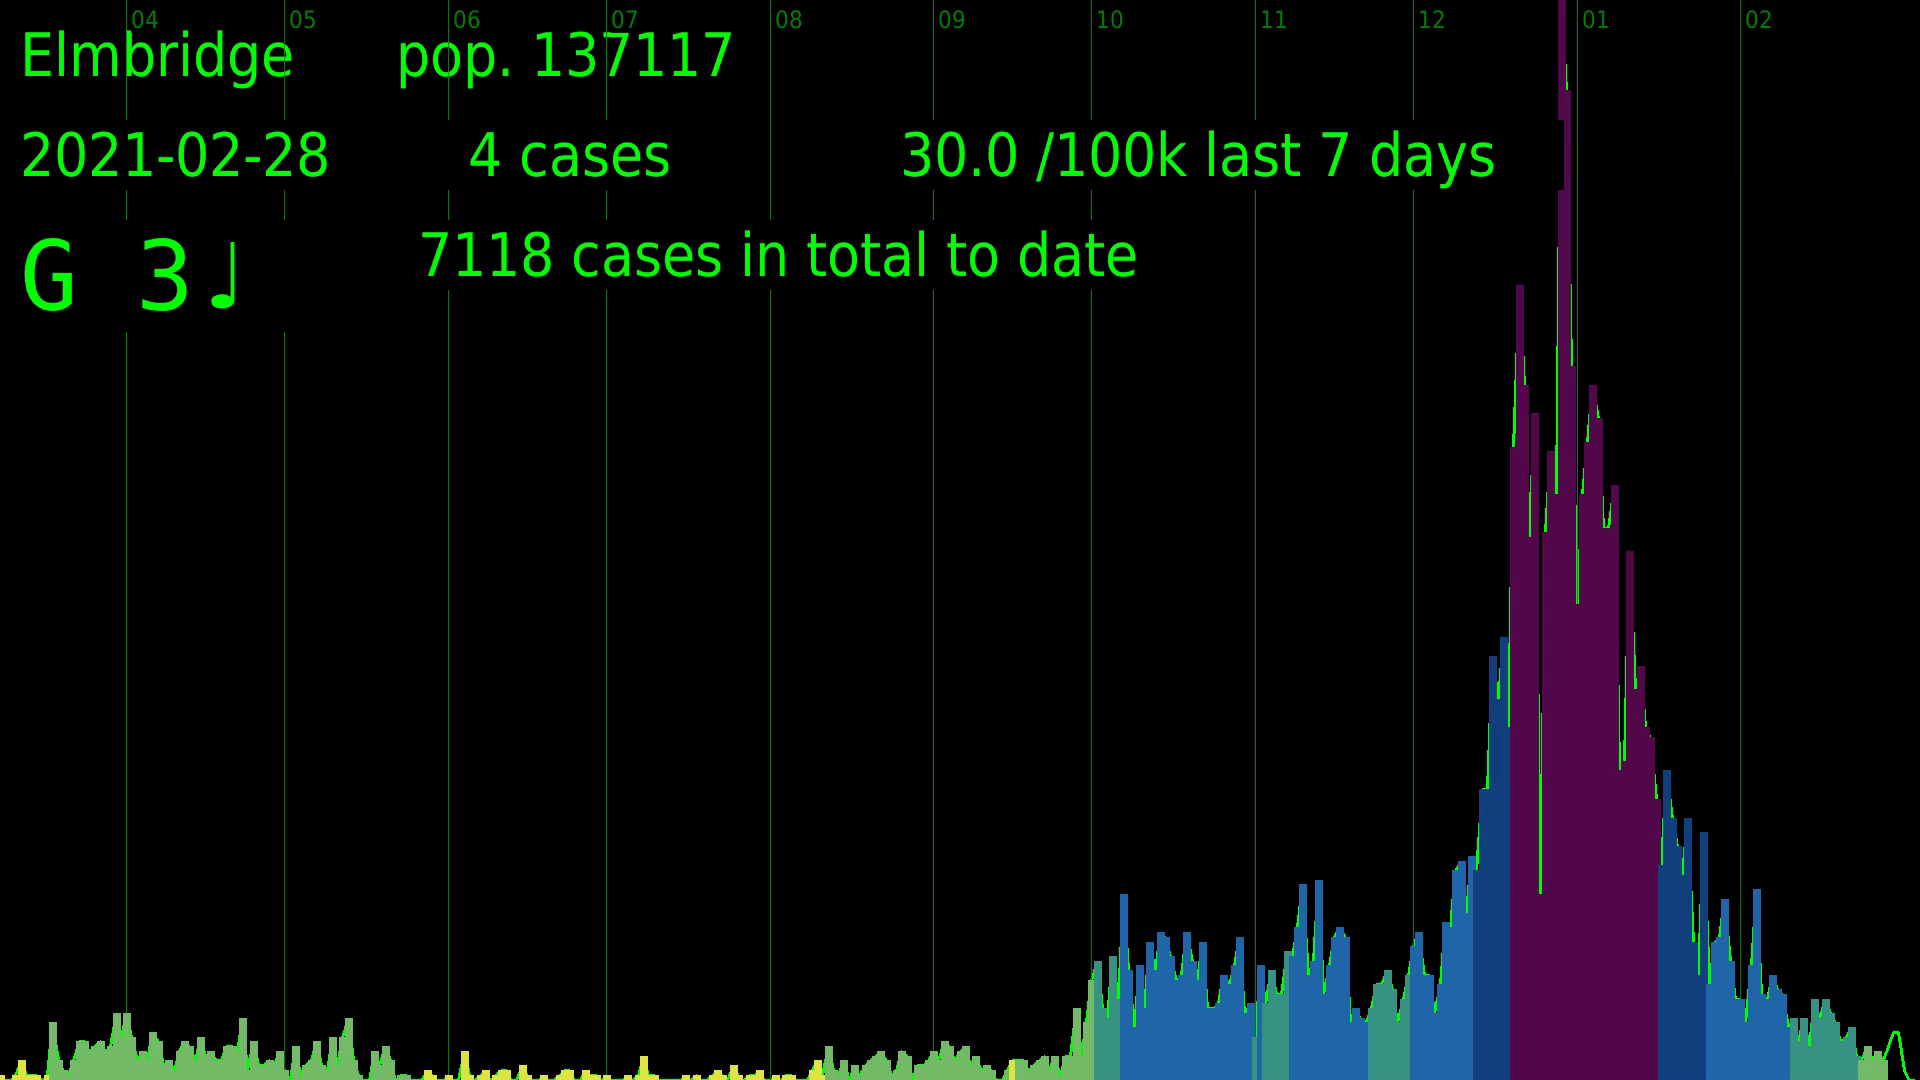 04 05 06 07 08 09 10 11 12 01 02
Elmbridge pop. 137117
2021-02-28 4 cases 30.0 /100k last 7 days
G 3♩ 7118 cases in total to date